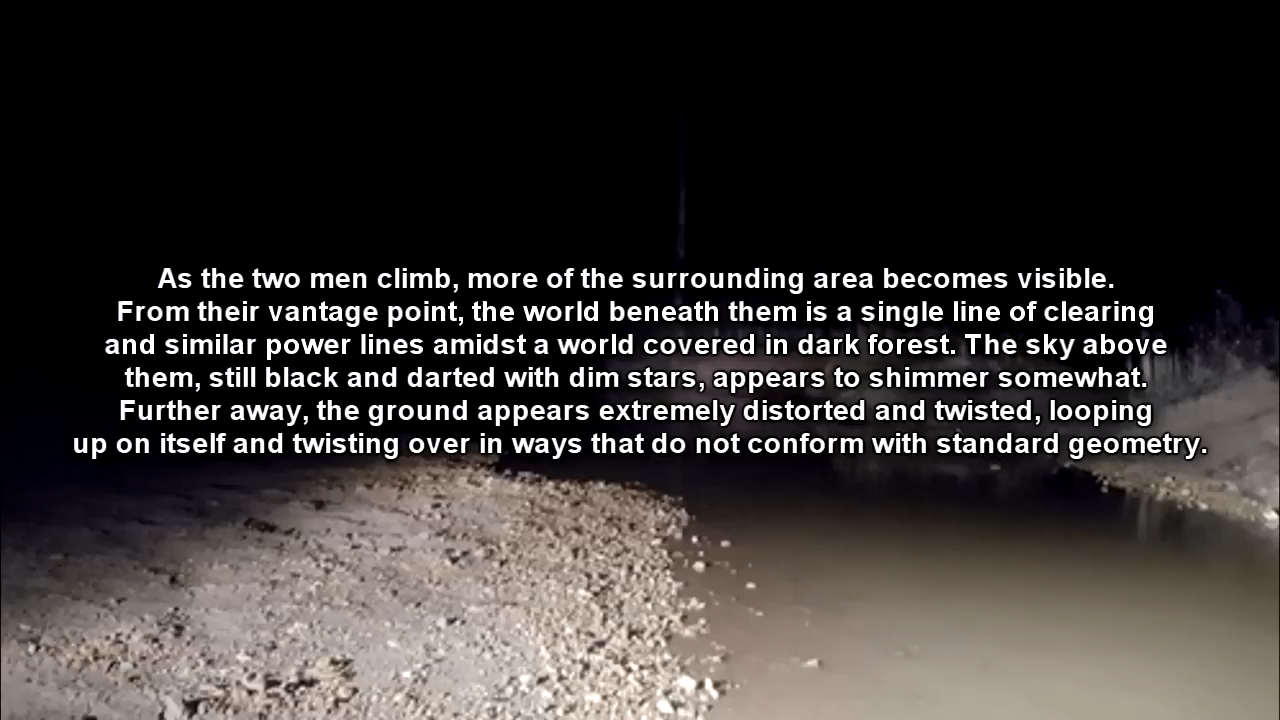 As the two men climb, more of the surrounding area becomes visible.
From their vantage point, the world beneath them is a single line of clearing
and similar power lines amidst a world covered in dark forest. The sky above
them, still black and darted with dim stars, appears to shimmer somewhat.
Further away, the ground appears extremely distorted and twisted, looping
up on itself and twisting over in ways that do not conform with standard geometry.